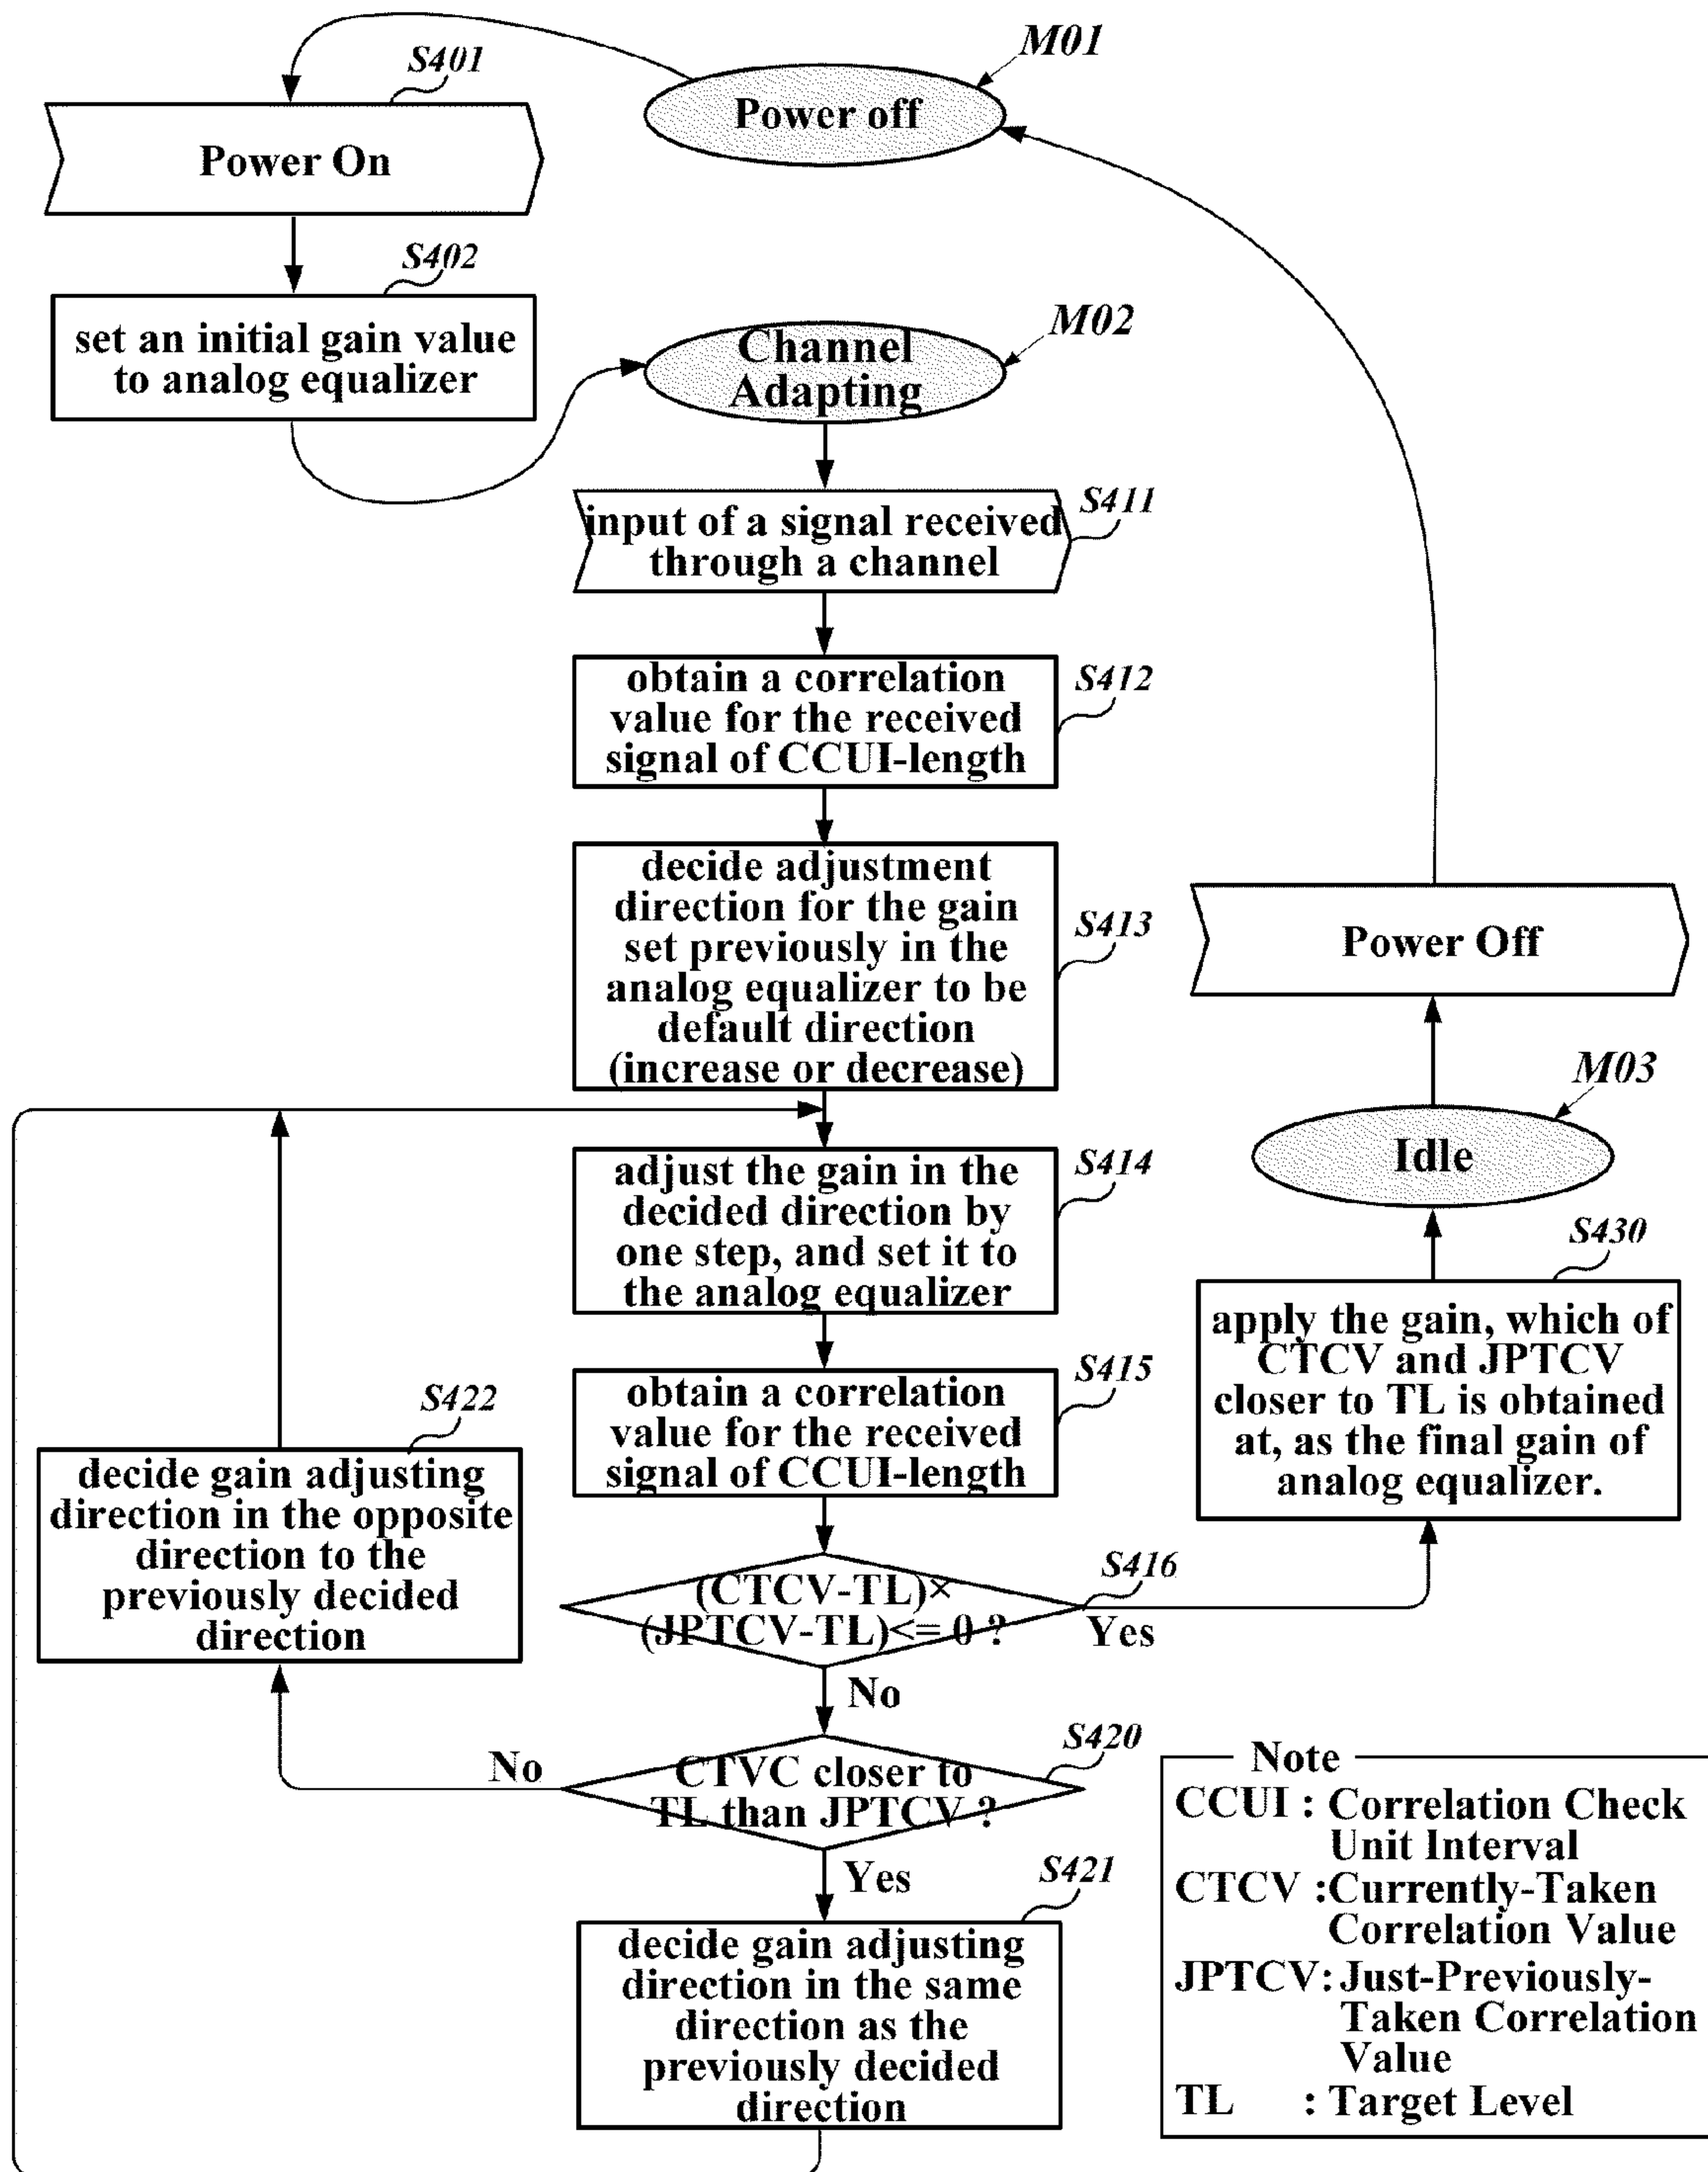 M01
Power off
S401
Power On
S402
set an initial gain value
to analog equalizer
M02
Channel
Adapting
S411
input of a signal received
through a channel
S412
obtain a correlation
value for the received
signal of CCUI-length
S413
decide adjustment
direction for the gain
set previously in the
analog equalizer to be
default direction
(increase or decrease)
S414
adjust the gain in the
decided direction by
one step, and set it to
the analog equalizer
S415
obtain a correlation
value for the received
signal of CCUI-length
S416
(CTCV-TL)×
(JPTCV-TL)<= 0 ?
Yes
No
S420
CTVC closer to
TL than JPTCV ?
No
Yes
S421
decide gain adjusting
direction in the same
direction as the
previously decided
direction
S422
decide gain adjusting
direction in the opposite
direction to the
previously decided
direction
S430
apply the gain, which of
CTCV and JPTCV
closer to TL is obtained
at, as the final gain of
analog equalizer.
M03
Idle
Power Off
Note
CCUI : Correlation Check
Unit Interval
CTCV :Currently-Taken
Correlation Value
JPTCV: Just-Previously-
Taken Correlation
Value
TL : Target Level